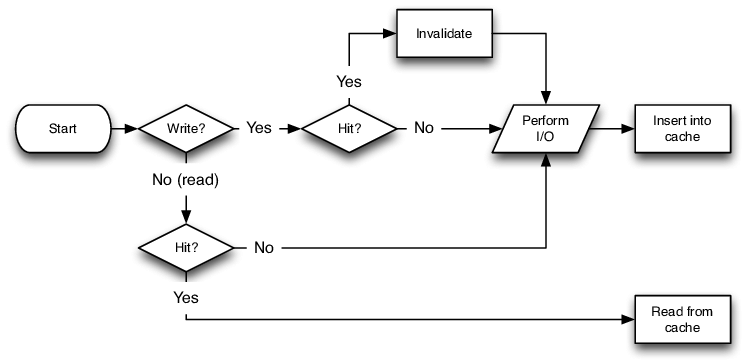 Invalidate
Yes
Start
Write?
Yes
Hit?
No
Perform
I/O
Insert into
cache
No (read)
Hit?
No
Yes
Read from
cache